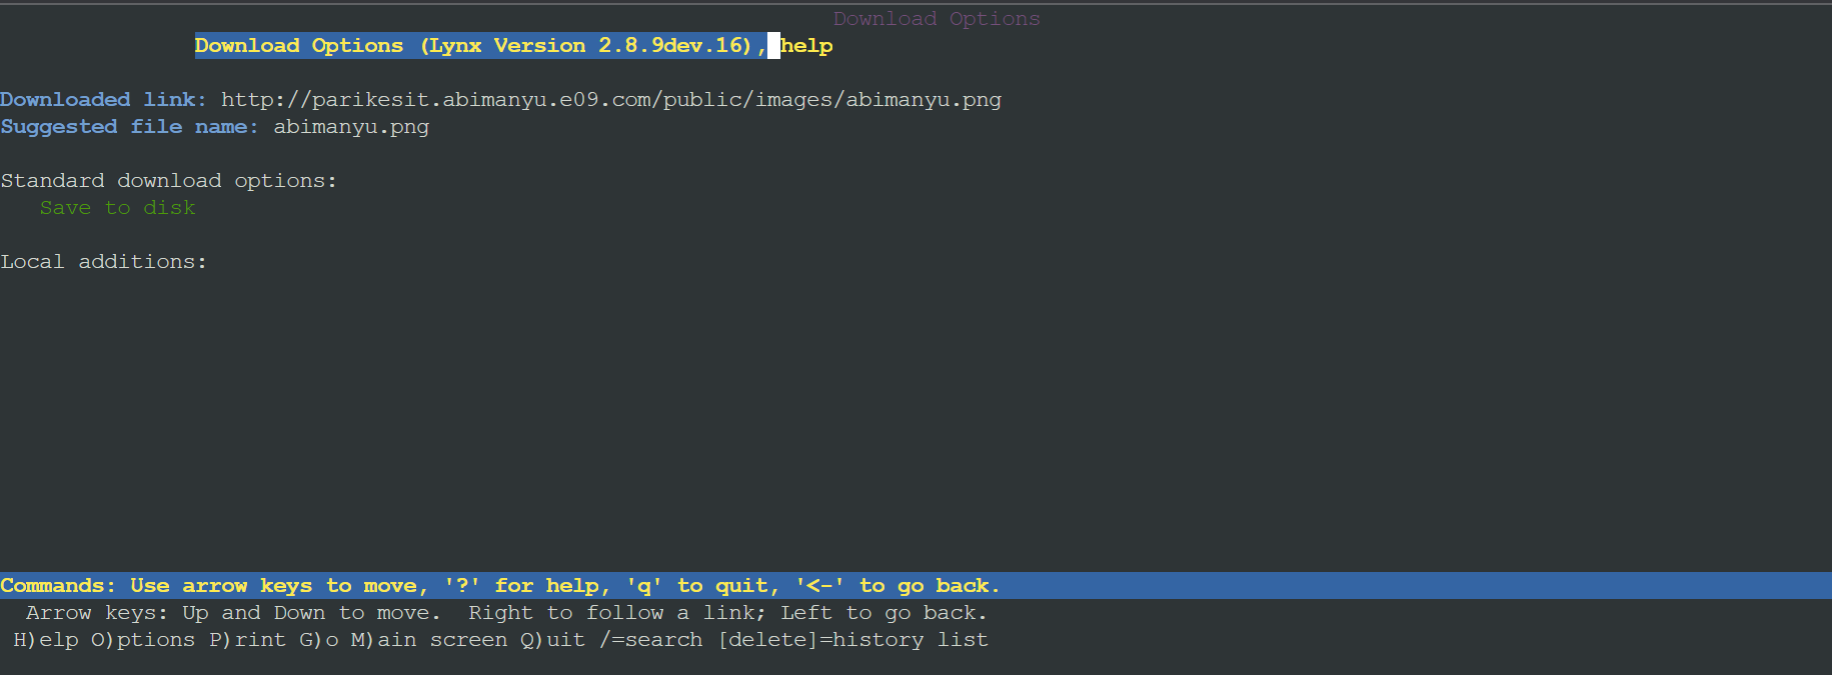 Download Options
Download Options (Lynx Version 2.8.9dev.16), help
Downloaded link: http://parikesit.abimanyu.e09.com/public/images/abimanyu.png
Suggested file name: abimanyu.png
Standard download options:
Save to disk
Local additions:
Commands: Use arrow keys to move, '?' for help, 'q' to quit, '<-' to go back.
Arrow keys: Up and Down to move.  Right to follow a link; Left to go back.
H)elp O)ptions P)rint G)o M)ain screen Q)uit /=search [delete]=history list